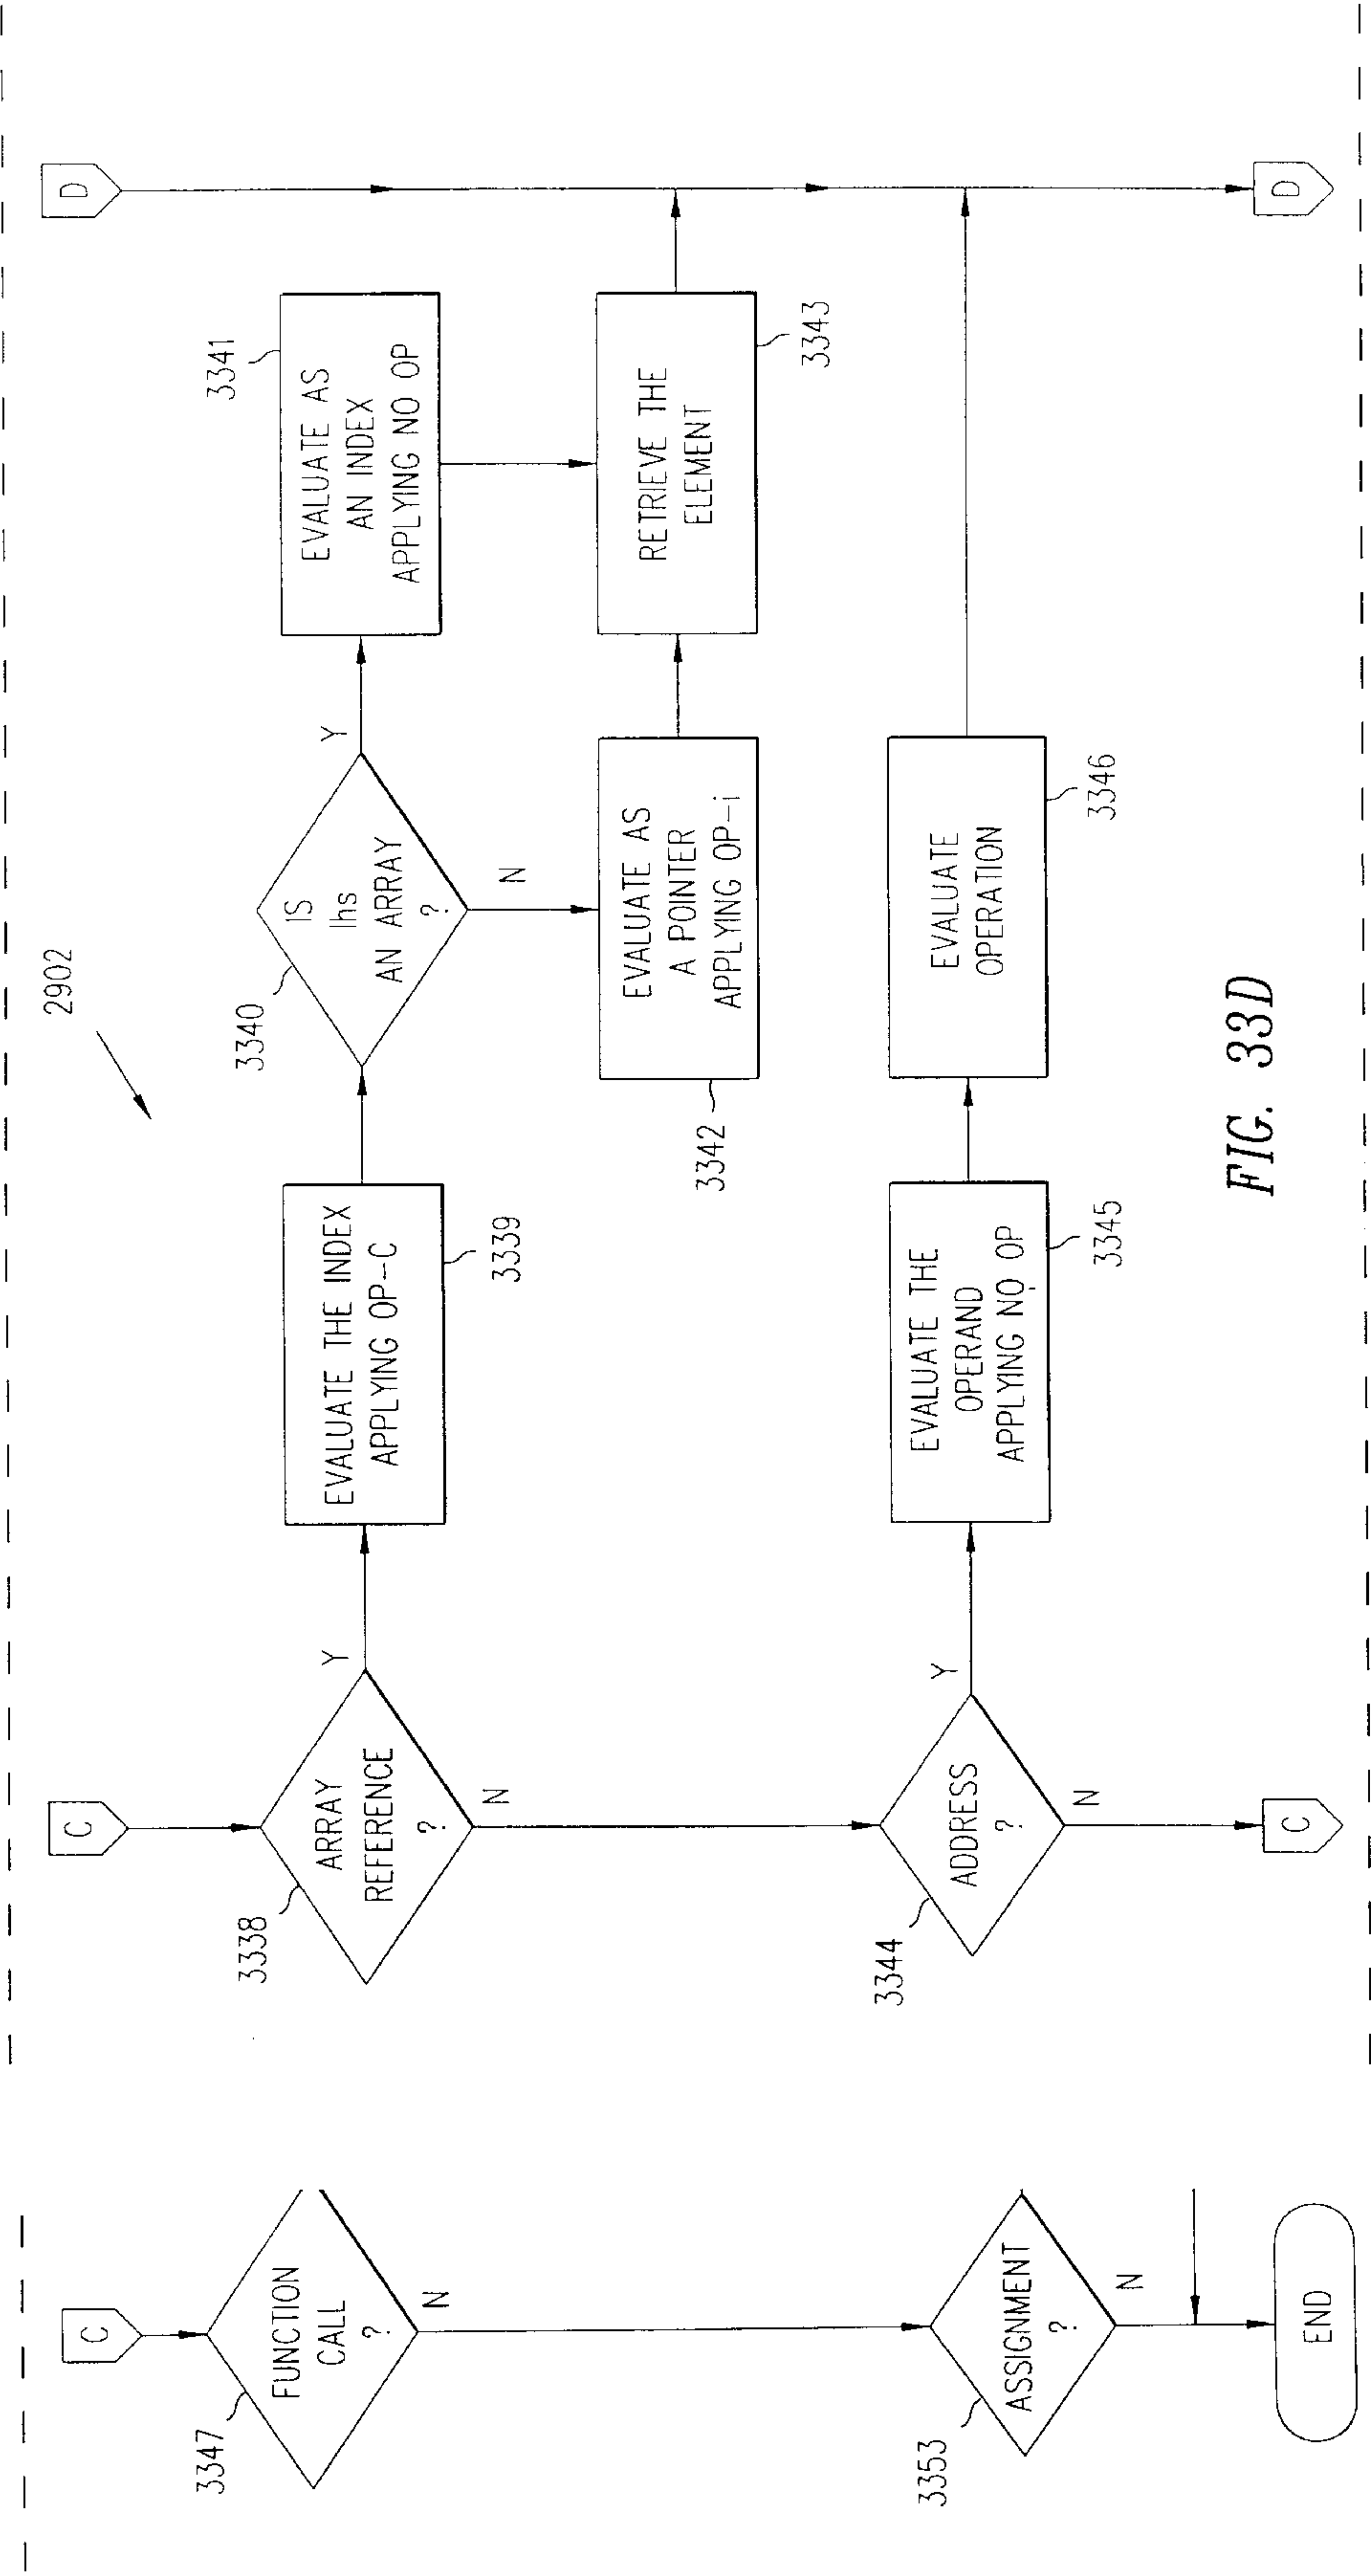 2902
C
3338
ARRAY
REFERENCE
?
Y
N
EVALUATE THE INDEX
APPLYING OP-C
3339
3340
IS
lhs
AN ARRAY
?
Y
N
3341
EVALUATE AS
AN INDEX
APPLYING NO OP
D
3342
EVALUATE AS
A POINTER
APPLYING OP-i
RETRIEVE THE
ELEMENT
3343
3344
ADDRESS
?
Y
N
EVALUATE THE
OPERAND
APPLYING NO OP
3345
EVALUATE
OPERATION
3346
C
D
FIG. 33D
C
3347
FUNCTION
CALL
?
N
3353
ASSIGNMENT
?
N
END